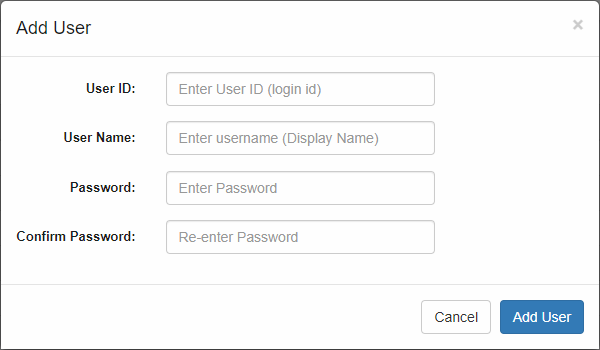 Add User ×
User ID: Enter User ID (login id)
User Name: Enter username (Display Name)
Password: Enter Password
Confirm Password: Re-enter Password
Cancel Add User